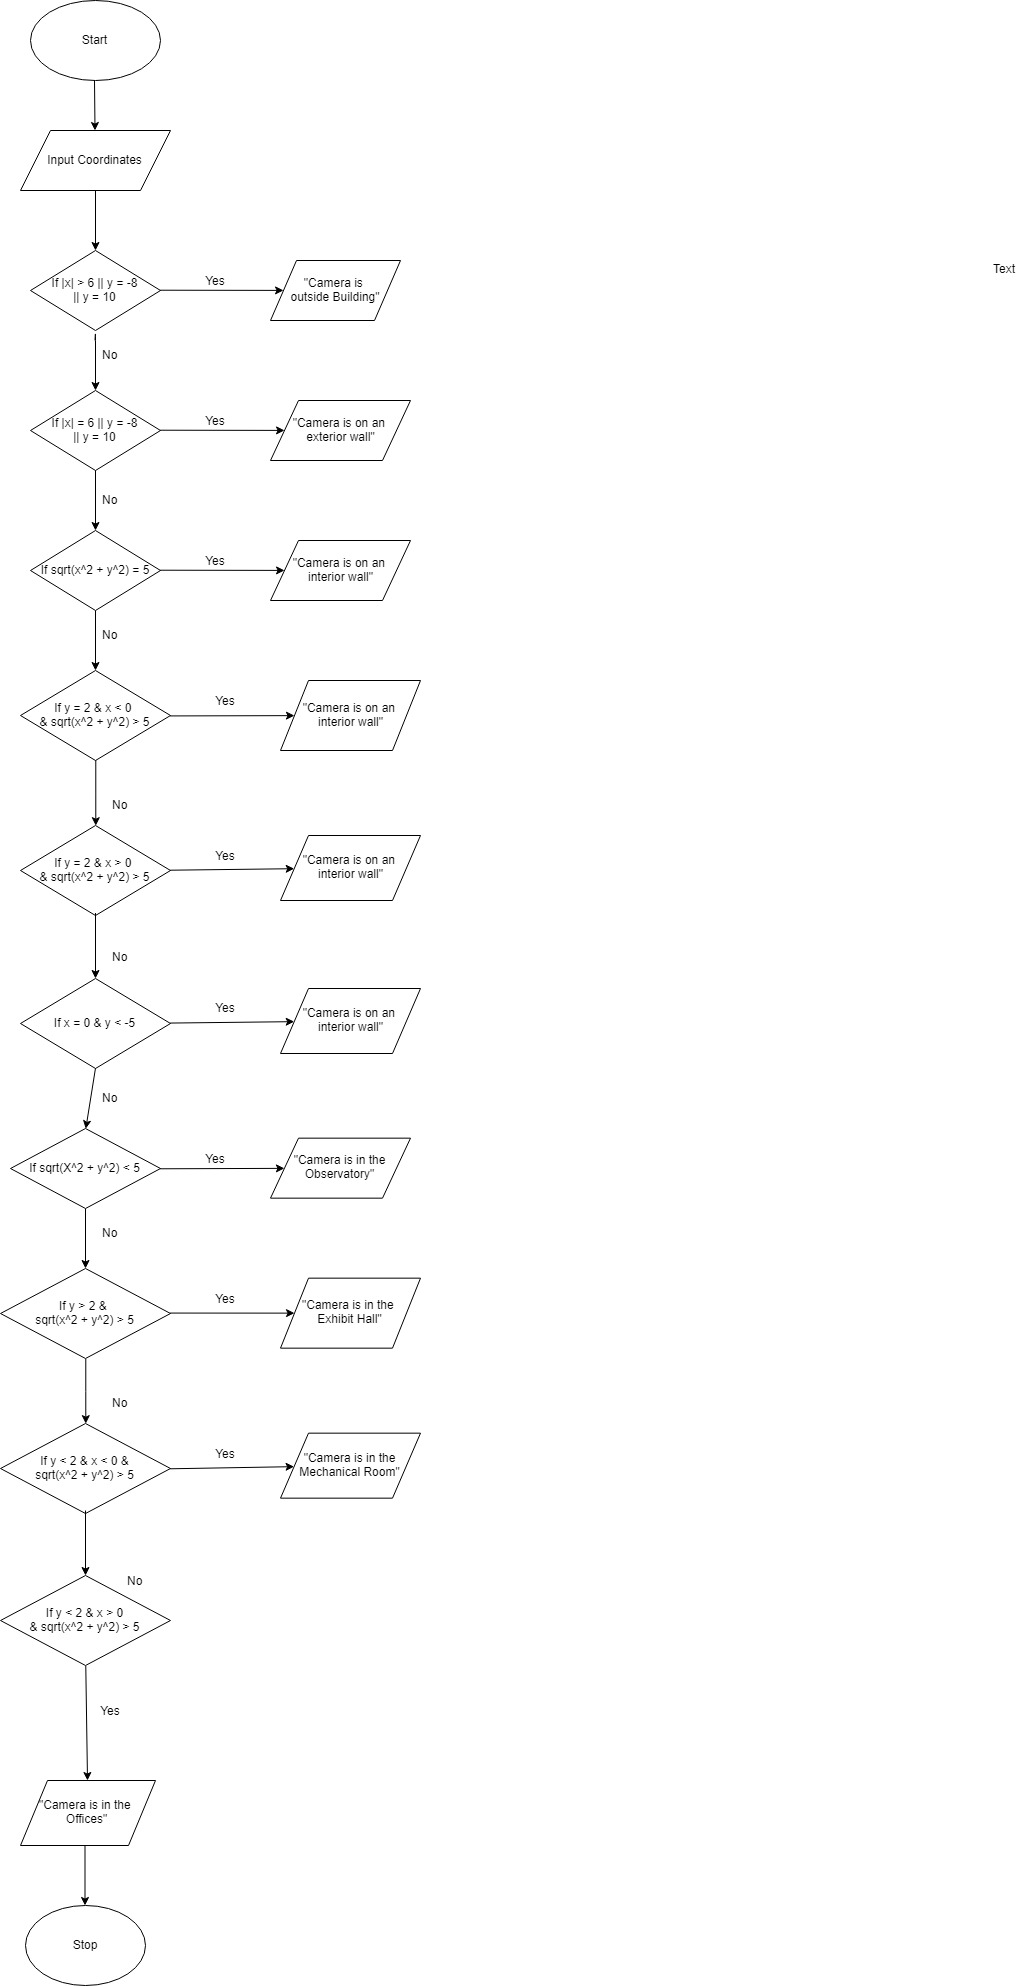 Start
Input Coordinates
If |x| > 6 || y = -8
|| y = 10
Yes
"Camera is
outside Building"
Text
No
If |x| = 6 || y = -8
|| y = 10
Yes
"Camera is on an
exterior wall"
No
If sqrt(x^2 + y^2) = 5
Yes
"Camera is on an
interior wall"
No
If y = 2 & x < 0
& sqrt(x^2 + y^2) > 5
Yes
"Camera is on an
interior wall"
No
If y = 2 & x > 0
& sqrt(x^2 + y^2) > 5
Yes
"Camera is on an
interior wall"
No
If x = 0 & y < -5
Yes
"Camera is on an
interior wall"
No
If sqrt(X^2 + y^2) < 5
Yes
"Camera is in the
Observatory"
No
If y > 2 &
sqrt(x^2 + y^2) > 5
Yes
"Camera is in the
Exhibit Hall"
No
If y < 2 & x < 0 &
sqrt(x^2 + y^2) > 5
Yes
"Camera is in the
Mechanical Room"
No
If y < 2 & x > 0
& sqrt(x^2 + y^2) > 5
Yes
"Camera is in the
Offices"
Stop